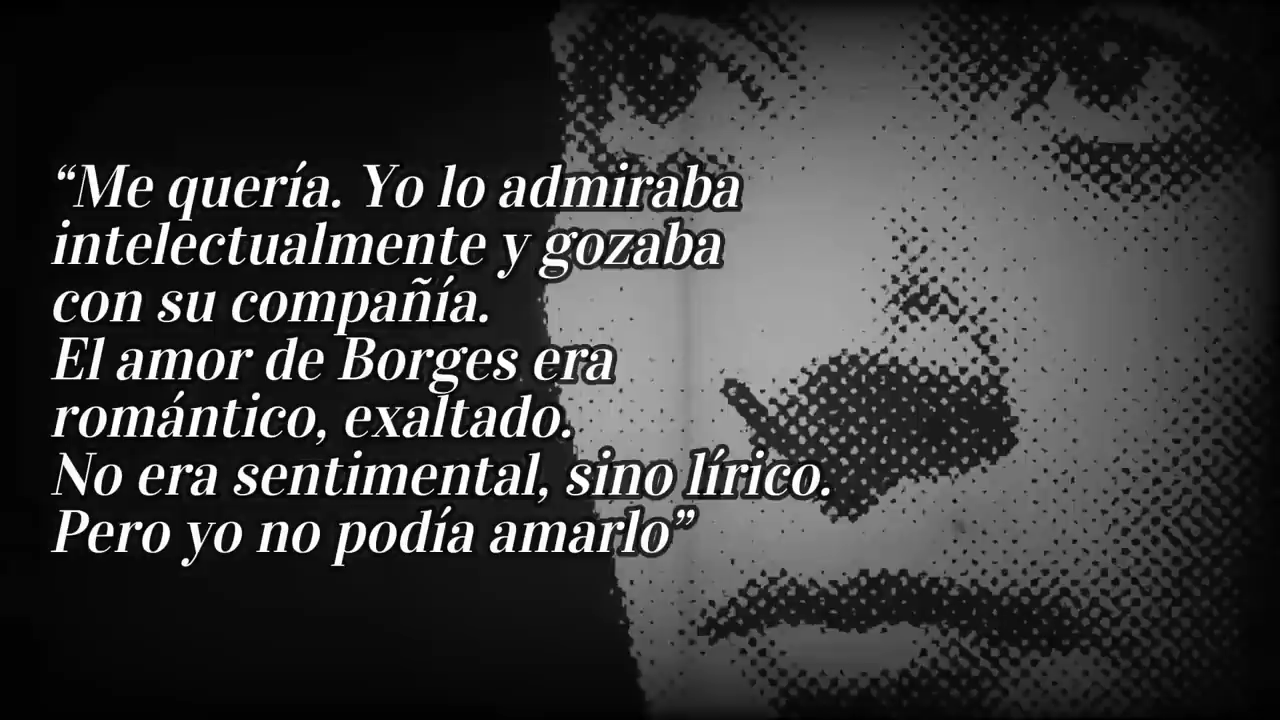 “Me quería. Yo lo admiraba
intelectualmente y gozaba
con su compañía.
El amor de Borges era
romántico, exaltado.
No era sentimental, sino lírico.
Pero yo no podía amarlo”